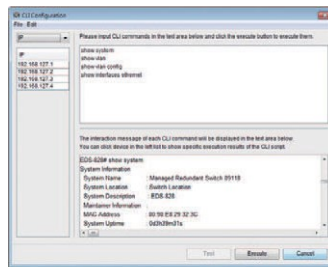 CLI Configuration
File Edit
IP
Please input CLI commands in the text area below and click the execute button to execute them.
IP
192.168.127.1
192.168.127.2
192.168.127.3
192.168.127.4
show system
show vlan
show vlan config
show interfaces ethernet
The interaction message of each CLI command will be displayed in the text area below.
You can click device in the left list to show specific execution results of the CLI script.
EDS-828# show system
System Information
System Name : Managed Redundant Switch 09118
System Location : Switch Location
System Description : EDS-828
Maintainer Information :
MAC Address : 00:90:E8:29:32:3C
System Uptime : 0d3h39m31s
Test
Execute
Cancel